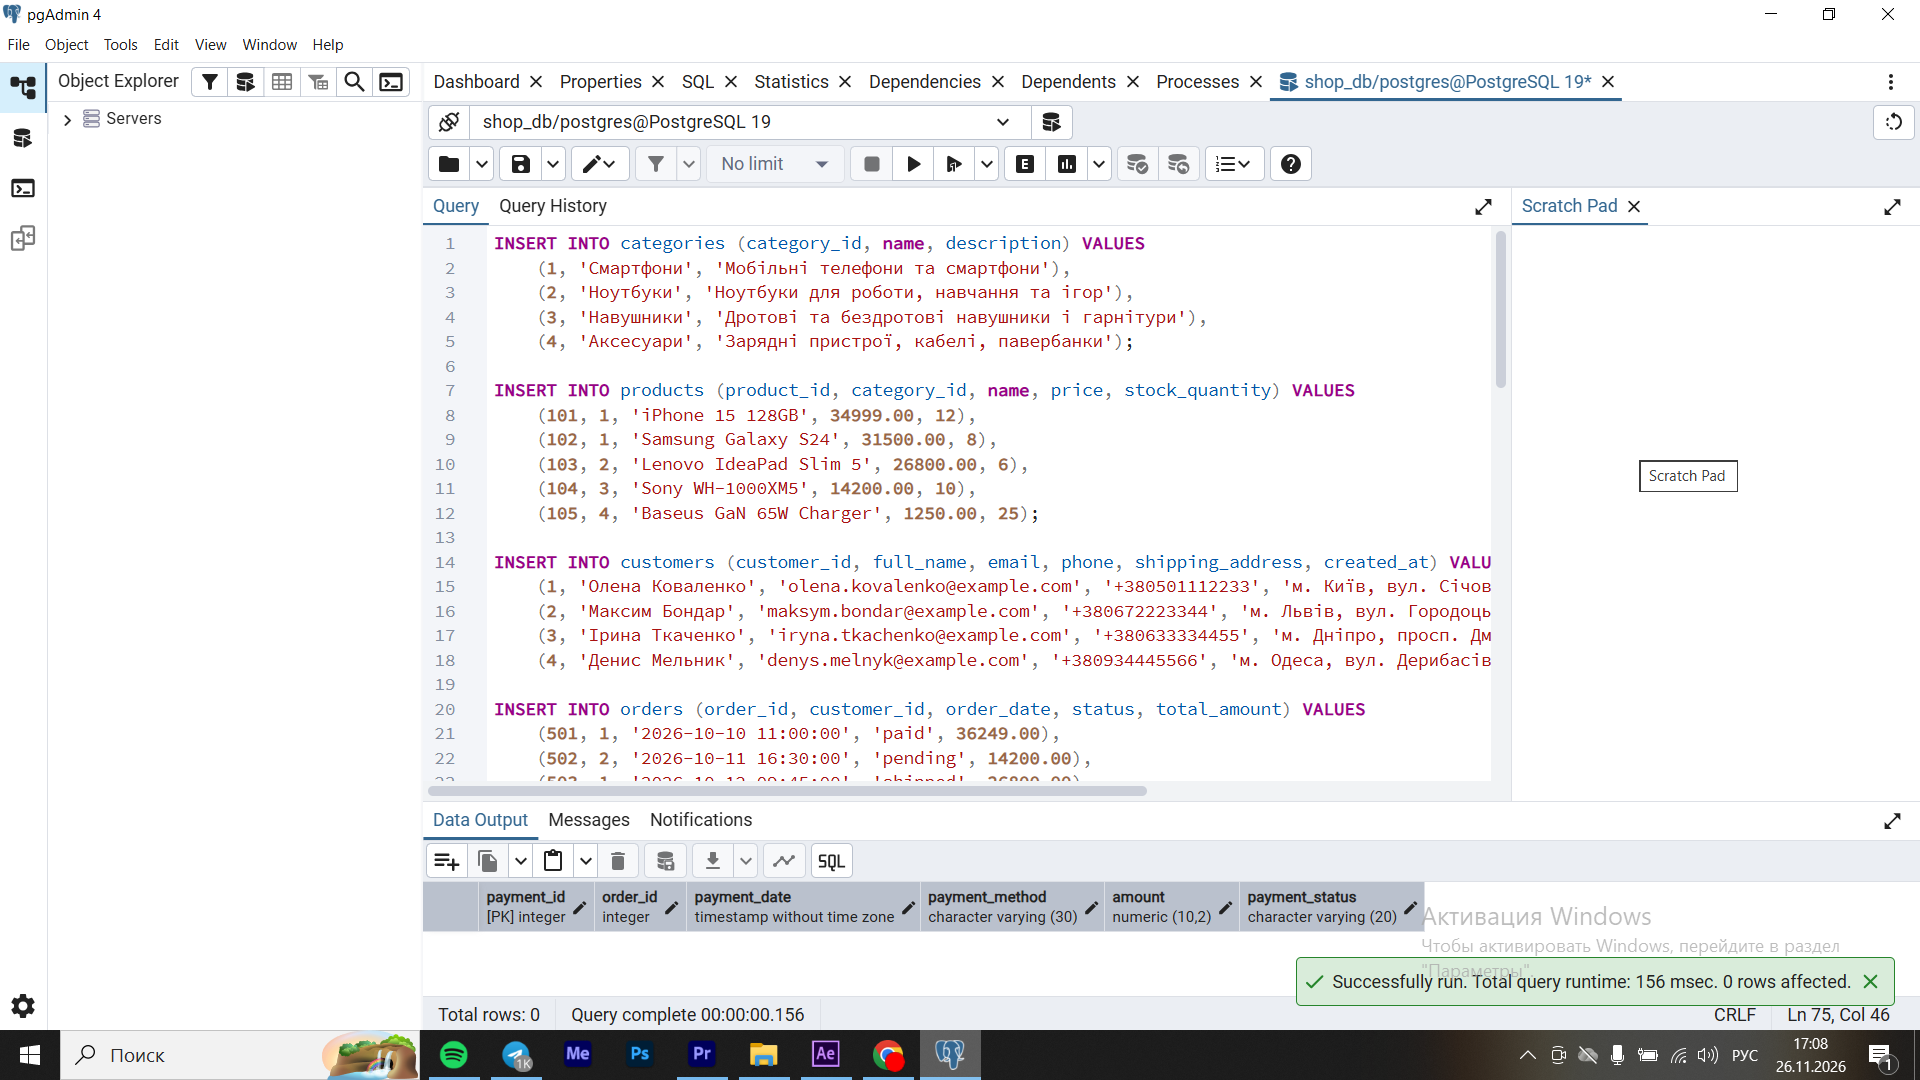 pgAdmin 4
File Object Tools Edit View Window Help
Object Explorer
Servers
Dashboard Properties SQL Statistics Dependencies Dependents Processes shop_db/postgres@PostgreSQL 19*
shop_db/postgres@PostgreSQL 19
No limit
E
Query Query History
Scratch Pad
1 INSERT INTO categories (category_id, name, description) VALUES
2 (1, 'Смартфони', 'Мобільні телефони та смартфони'),
3 (2, 'Ноутбуки', 'Ноутбуки для роботи, навчання та ігор'),
4 (3, 'Навушники', 'Дротові та бездротові навушники і гарнітури'),
5 (4, 'Аксесуари', 'Зарядні пристрої, кабелі, павербанки');
6
7 INSERT INTO products (product_id, category_id, name, price, stock_quantity) VALUES
8 (101, 1, 'iPhone 15 128GB', 34999.00, 12),
9 (102, 1, 'Samsung Galaxy S24', 31500.00, 8),
10 (103, 2, 'Lenovo IdeaPad Slim 5', 26800.00, 6),
11 (104, 3, 'Sony WH-1000XM5', 14200.00, 10),
12 (105, 4, 'Baseus GaN 65W Charger', 1250.00, 25);
13
14 INSERT INTO customers (customer_id, full_name, email, phone, shipping_address, created_at) VALU
15 (1, 'Олена Коваленко', 'olena.kovalenko@example.com', '+380501112233', 'м. Київ, вул. Січов
16 (2, 'Максим Бондар', 'maksym.bondar@example.com', '+380672223344', 'м. Львів, вул. Городоць
17 (3, 'Ірина Ткаченко', 'iryna.tkachenko@example.com', '+380633334455', 'м. Дніпро, просп. Дм
18 (4, 'Денис Мельник', 'denys.melnyk@example.com', '+380934445566', 'м. Одеса, вул. Дерибасів
19
20 INSERT INTO orders (order_id, customer_id, order_date, status, total_amount) VALUES
21 (501, 1, '2026-10-10 11:00:00', 'paid', 36249.00),
22 (502, 2, '2026-10-11 16:30:00', 'pending', 14200.00),
Scratch Pad
Data Output Messages Notifications
SQL
payment_id order_id payment_date payment_method amount payment_status
[PK] integer integer timestamp without time zone character varying (30) numeric (10,2) character varying (20)
Активация Windows
Чтобы активировать Windows, перейдите в раздел
"Параметры".
Successfully run. Total query runtime: 156 msec. 0 rows affected.
Total rows: 0 Query complete 00:00:00.156 CRLF Ln 75, Col 46
Поиск
1K
Me
Ps
Pr
Ae
РУС
17:08
26.11.2026
1